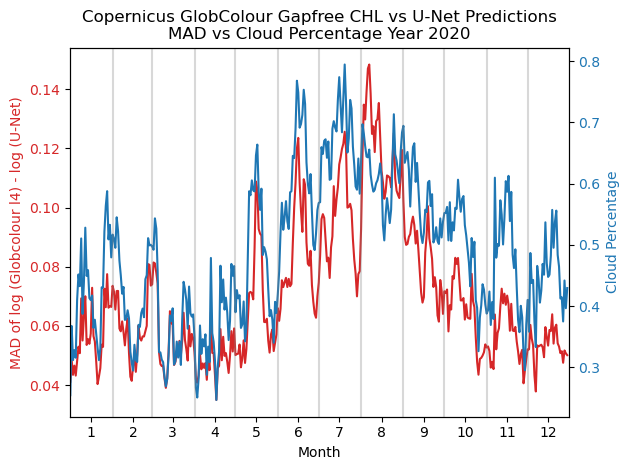 Copernicus GlobColour Gapfree CHL vs U-Net Predictions
MAD vs Cloud Percentage Year 2020
MAD of log (Globcolour l4) - log (U-Net)
0.14
0.12
0.10
0.08
0.06
0.04
0.8
0.7
0.6
0.5
0.4
0.3
Cloud Percentage
1 2 3 4 5 6 7 8 9 10 11 12
Month